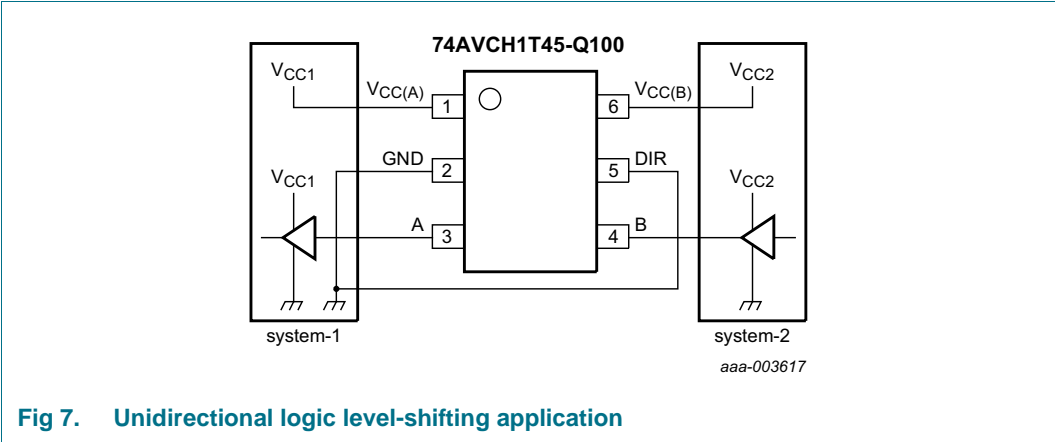 74AVCH1T45-Q100
VCC1 VCC(A) 1 6 VCC(B) VCC2
GND 2 5 DIR
VCC1 VCC2
A 3 4 B
system-1 system-2
aaa-003617
Fig 7. Unidirectional logic level-shifting application